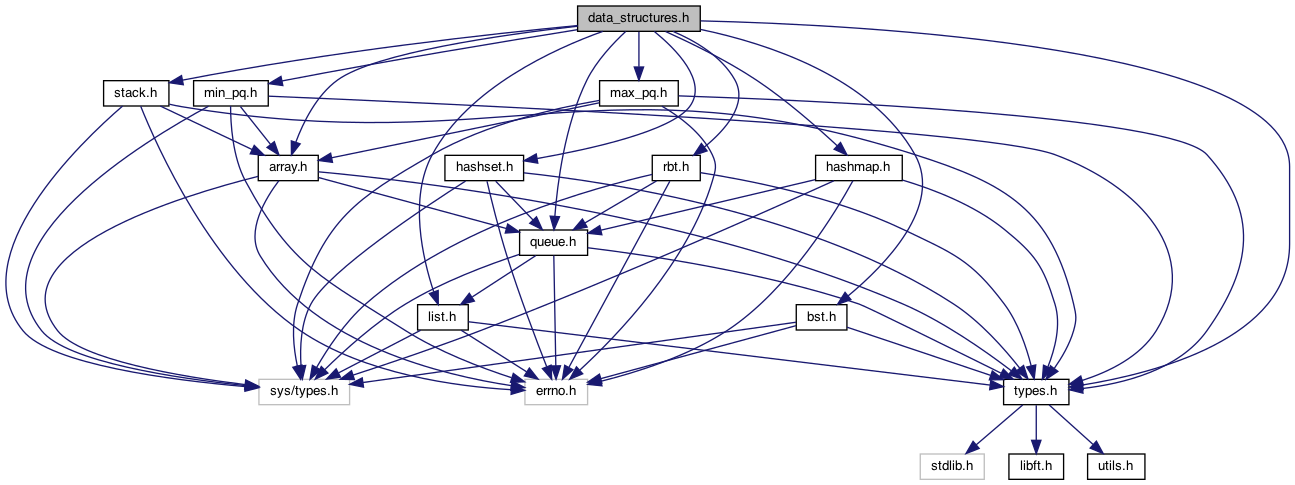 data_structures.h
stack.h
min_pq.h
max_pq.h
array.h
hashset.h
rbt.h
hashmap.h
queue.h
list.h
bst.h
sys/types.h
errno.h
types.h
stdlib.h
libft.h
utils.h